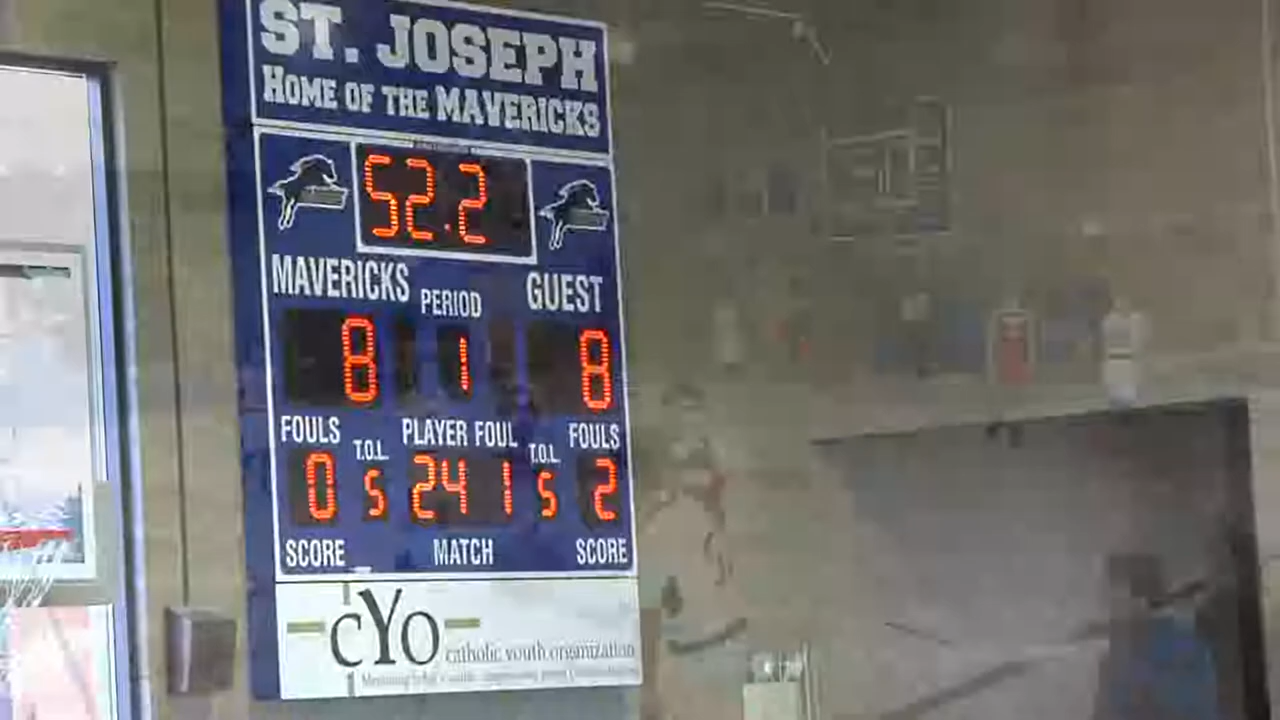 ST. JOSEPH
HOME OF THE MAVERICKS
52.2
MAVERICKS PERIOD GUEST
8 1 8
FOULS T.O.L. PLAYER FOUL T.O.L. FOULS
0 5 24 1 5 2
SCORE MATCH SCORE
cYo catholic youth organization